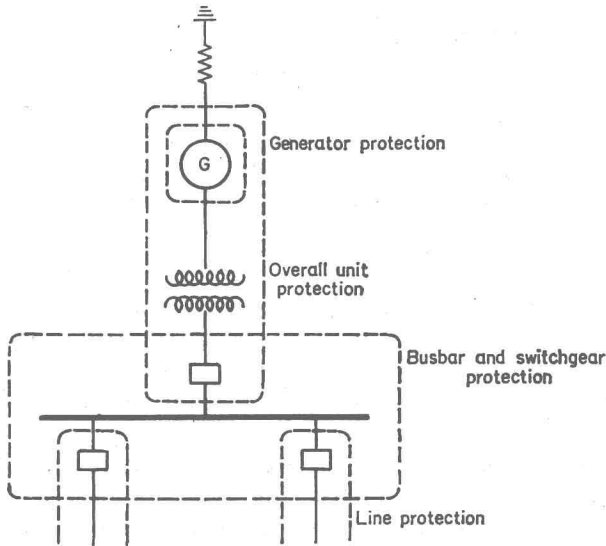 Generator protection
G
Overall unit
protection
Busbar and switchgear
protection
Line protection